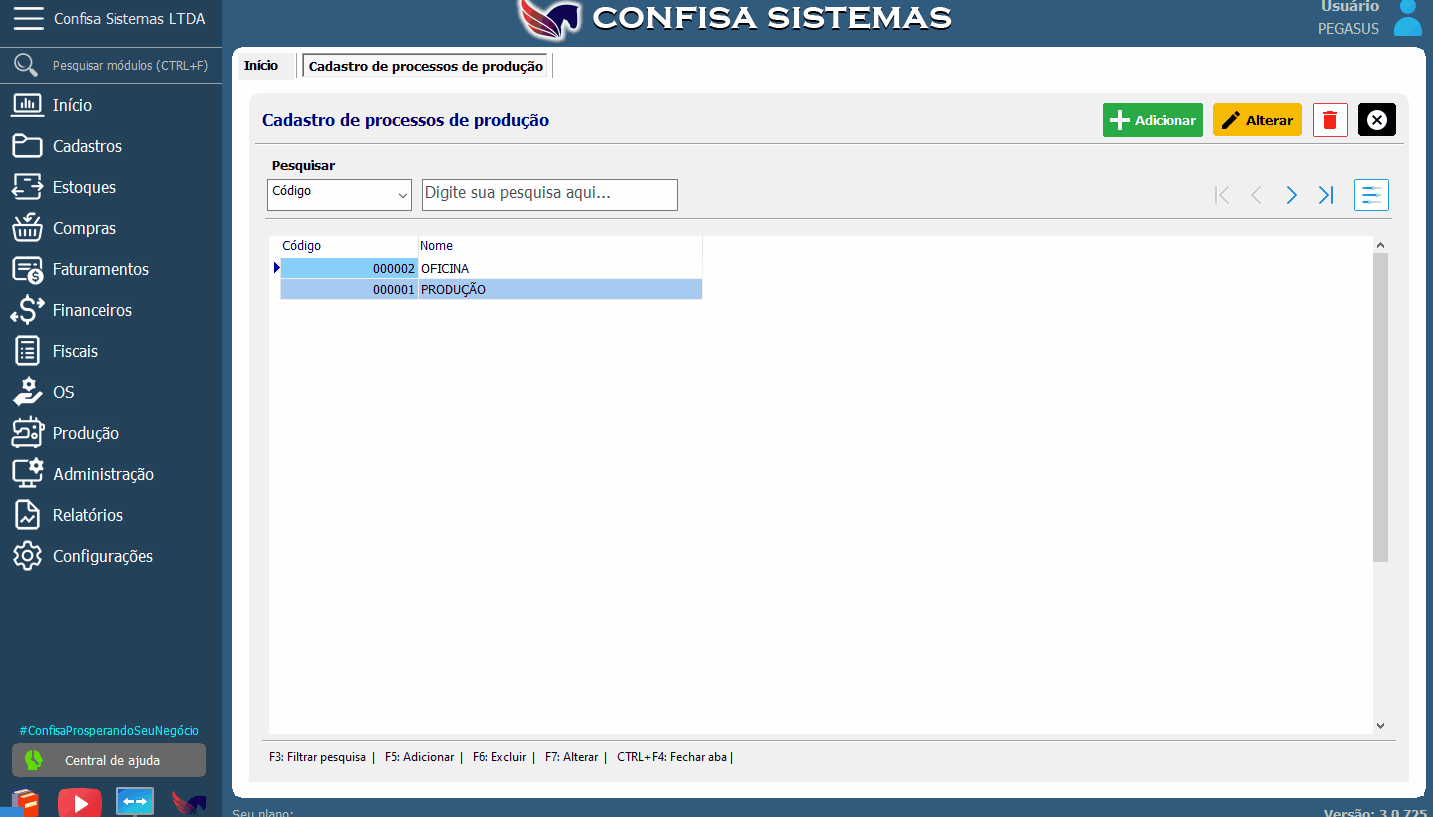 Confisa Sistemas LTDA
CONFISA SISTEMAS
Usuário
PEGASUS
Pesquisar módulos (CTRL+F)
Início
Cadastros
Estoques
Compras
Faturamentos
Financeiros
Fiscais
OS
Produção
Administração
Relatórios
Configurações
#ConfisaProsperandoSeuNegócio
Central de ajuda
Início
Cadastro de processos de produção
Cadastro de processos de produção
Adicionar
Alterar
Pesquisar
Código
Digite sua pesquisa aqui...
Código Nome
000002 OFICINA
000001 PRODUÇÃO
F3: Filtrar pesquisa | F5: Adicionar | F6: Excluir | F7: Alterar | CTRL+F4: Fechar aba |
Seu plano:
Versão: 3.0.725